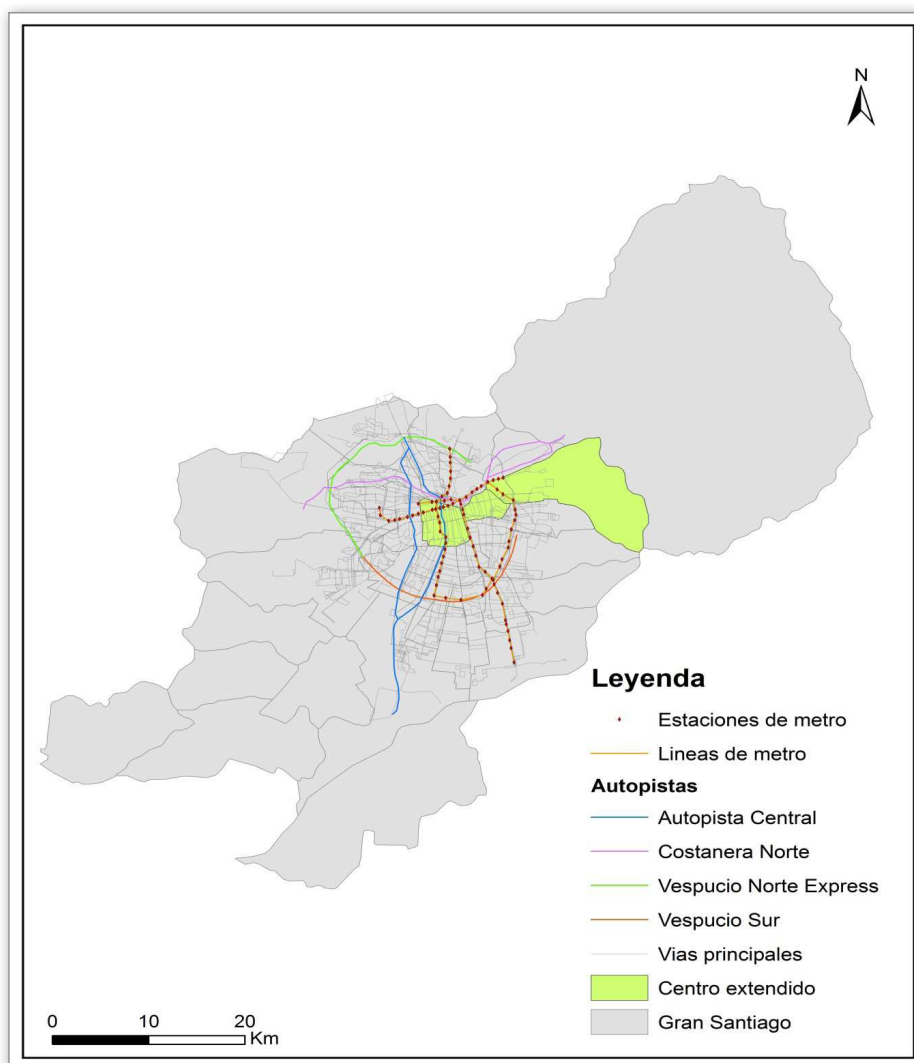 N
Leyenda
Estaciones de metro
Lineas de metro
Autopistas
Autopista Central
Costanera Norte
Vespucio Norte Express
Vespucio Sur
Vias principales
Centro extendido
Gran Santiago
0 10 20
Km